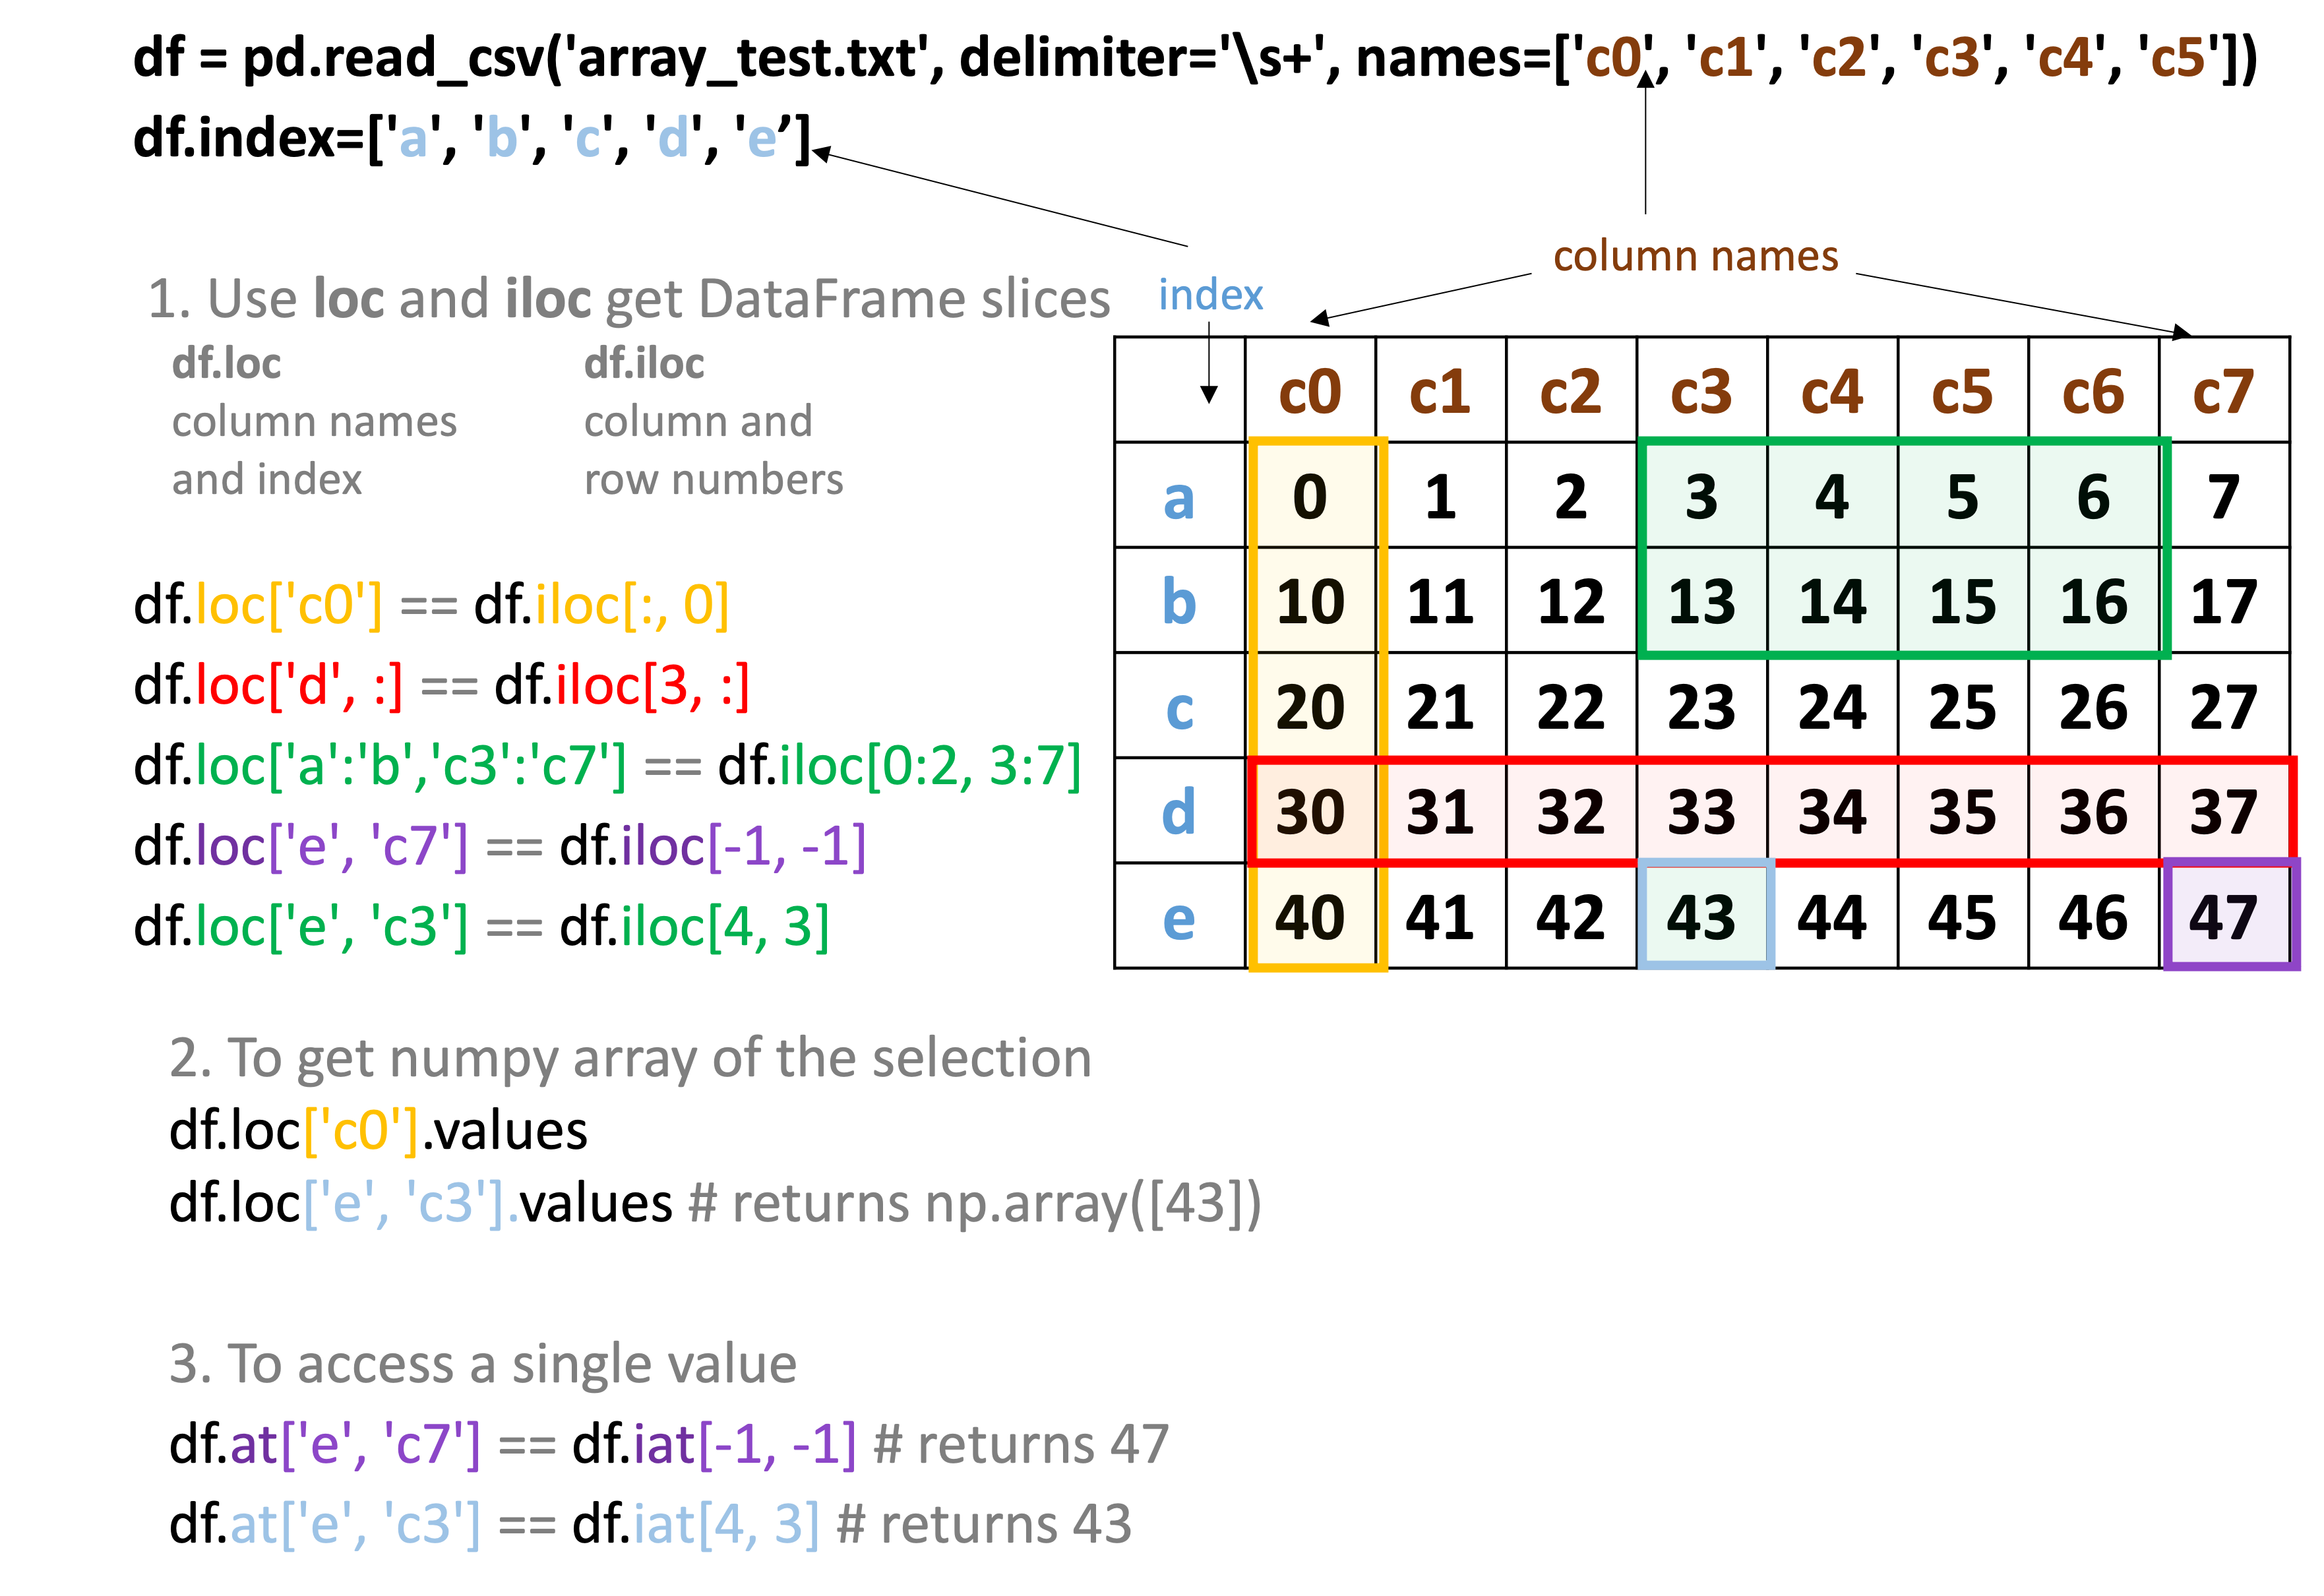 df = pd.read_csv('array_test.txt', delimiter='\s+', names=['c0', 'c1', 'c2', 'c3', 'c4', 'c5'])
df.index=['a', 'b', 'c', 'd', 'e’]
column names
index
1. Use loc and iloc get DataFrame slices
df.loc df.iloc
column names column and
and index row numbers
c0 c1 c2 c3 c4 c5 c6 c7
a 0 1 2 3 4 5 6 7
b 10 11 12 13 14 15 16 17
c 20 21 22 23 24 25 26 27
d 30 31 32 33 34 35 36 37
e 40 41 42 43 44 45 46 47
df.loc['c0'] == df.iloc[:, 0]
df.loc['d', :] == df.iloc[3, :]
df.loc['a':'b','c3':'c7'] == df.iloc[0:2, 3:7]
df.loc['e', 'c7'] == df.iloc[-1, -1]
df.loc['e', 'c3'] == df.iloc[4, 3]
2. To get numpy array of the selection
df.loc['c0'].values
df.loc['e', 'c3'].values # returns np.array([43])
3. To access a single value
df.at['e', 'c7'] == df.iat[-1, -1] # returns 47
df.at['e', 'c3'] == df.iat[4, 3] # returns 43